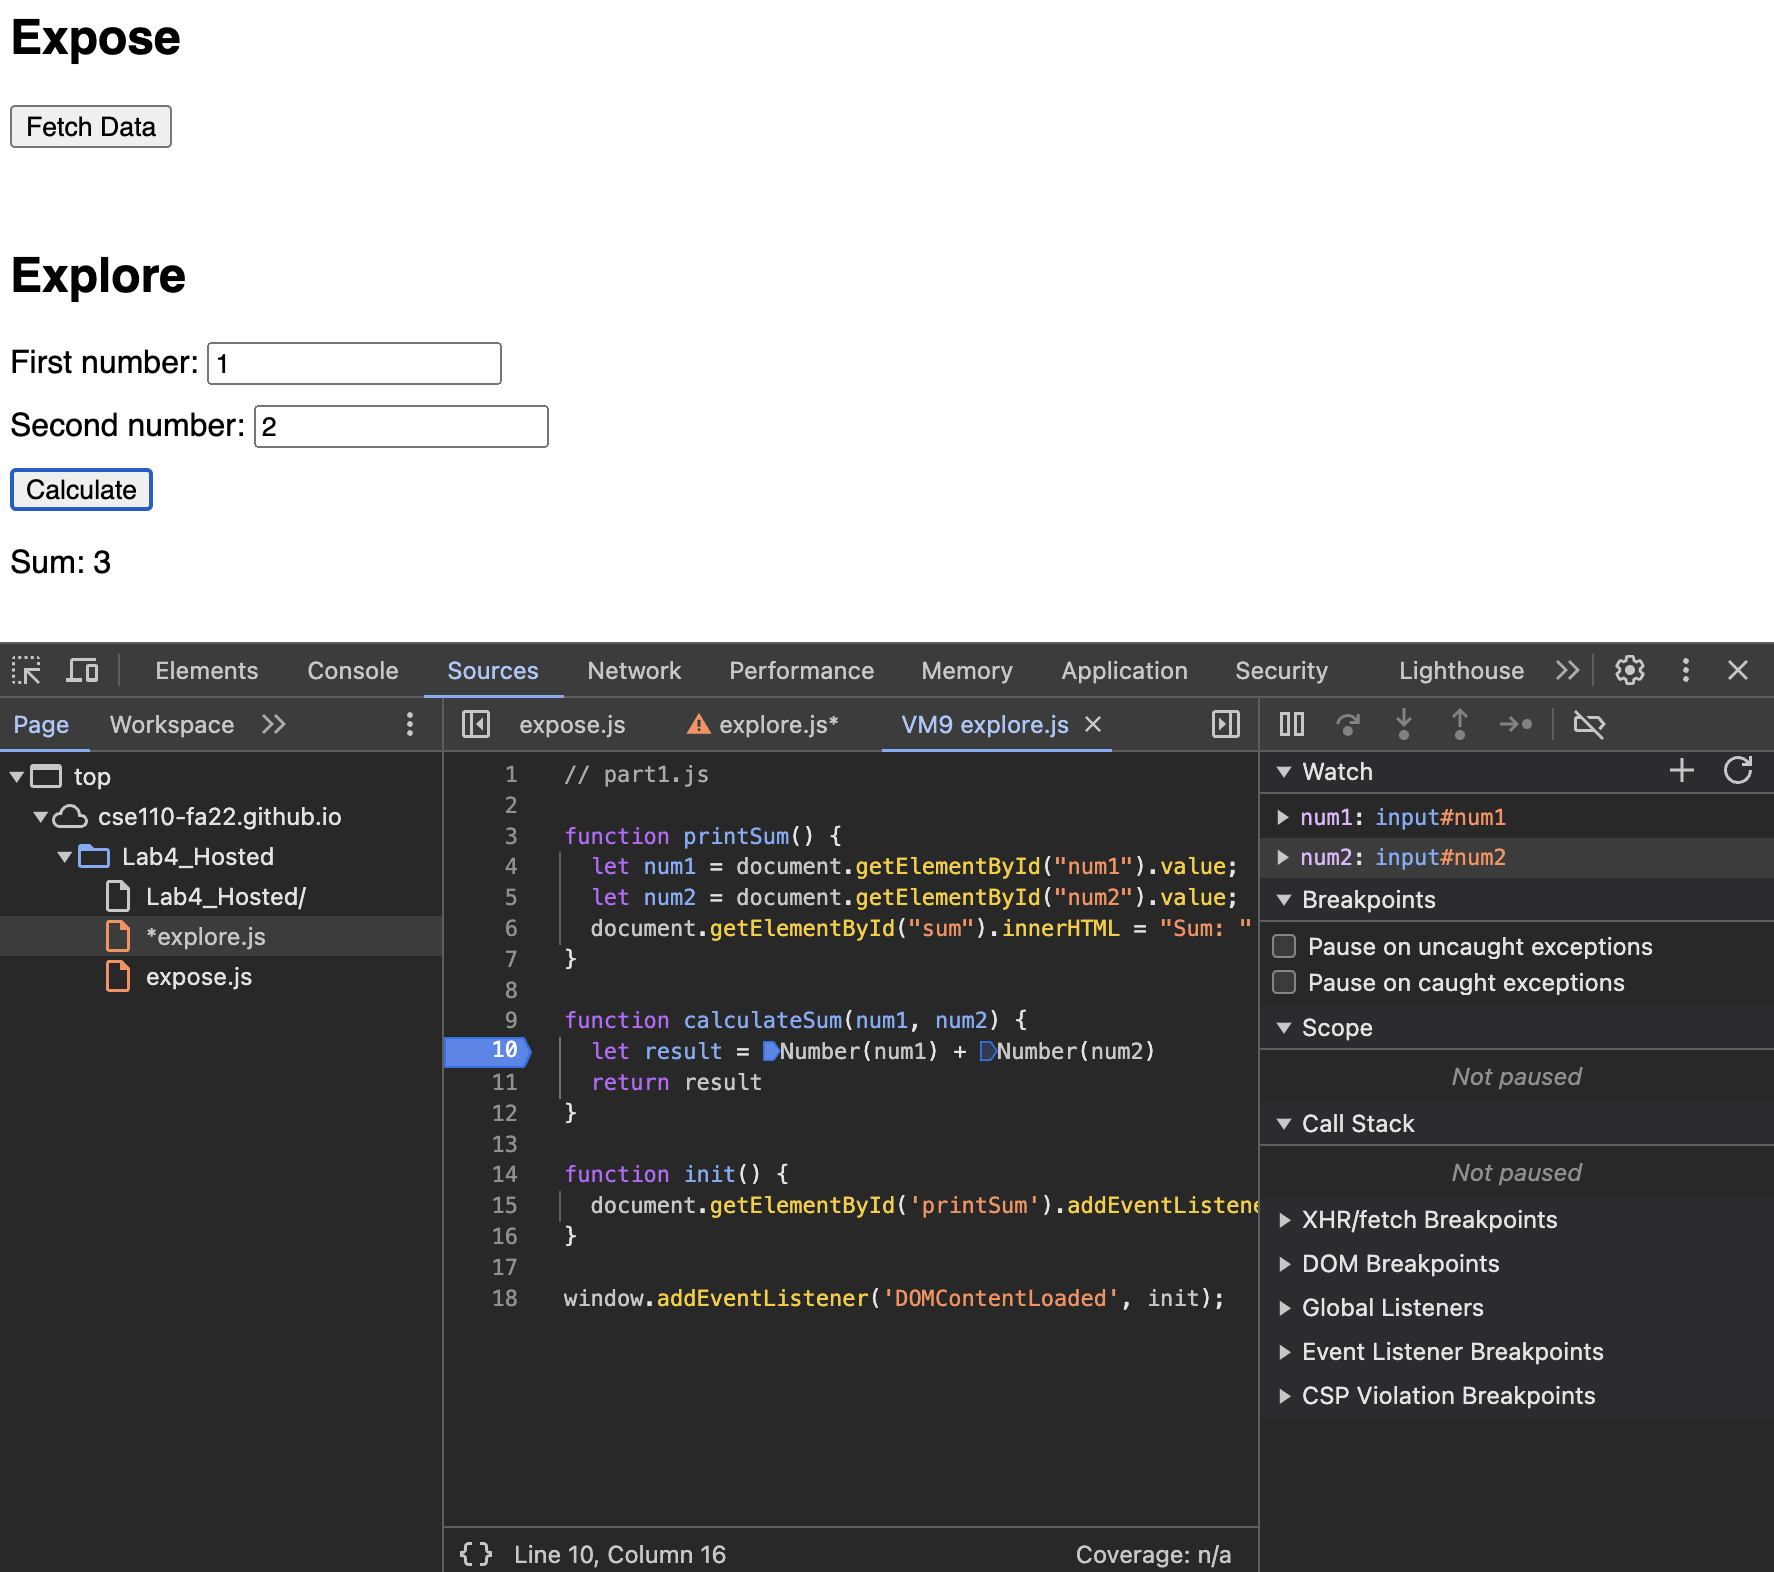 Expose
Fetch Data
Explore
First number: 1
Second number: 2
Calculate
Sum: 3
Elements Console Sources Network Performance Memory Application Security Lighthouse
Page Workspace
expose.js explore.js* VM9 explore.js
top
cse110-fa22.github.io
Lab4_Hosted
Lab4_Hosted/
*explore.js
expose.js
1 // part1.js
2
3 function printSum() {
4 let num1 = document.getElementById("num1").value;
5 let num2 = document.getElementById("num2").value;
6 document.getElementById("sum").innerHTML = "Sum: "
7 }
8
9 function calculateSum(num1, num2) {
10 let result = Number(num1) + Number(num2)
11 return result
12 }
13
14 function init() {
15 document.getElementById('printSum').addEventListene
16 }
17
18 window.addEventListener('DOMContentLoaded', init);
{} Line 10, Column 16 Coverage: n/a
Watch
num1: input#num1
num2: input#num2
Breakpoints
Pause on uncaught exceptions
Pause on caught exceptions
Scope
Not paused
Call Stack
Not paused
XHR/fetch Breakpoints
DOM Breakpoints
Global Listeners
Event Listener Breakpoints
CSP Violation Breakpoints